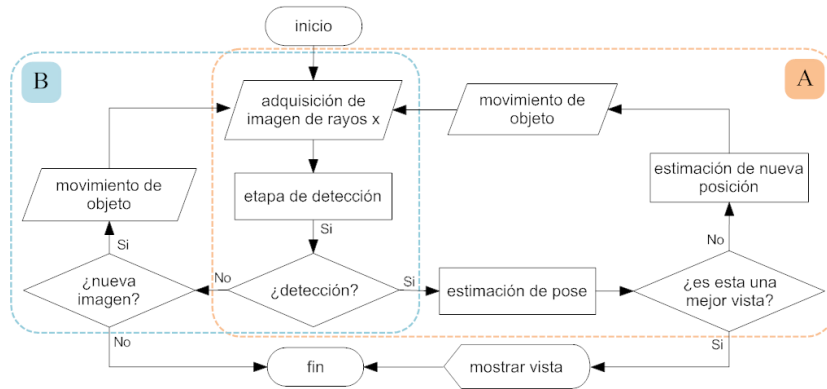 inicio
B
A
adquisición de
imagen de rayos x
movimiento de
objeto
movimiento de
objeto
etapa de detección
estimación de nueva
posición
Si
Si
No
¿nueva
imagen?
No
¿detección?
Si
estimación de pose
¿es esta una
mejor vista?
No
Si
fin
mostrar vista